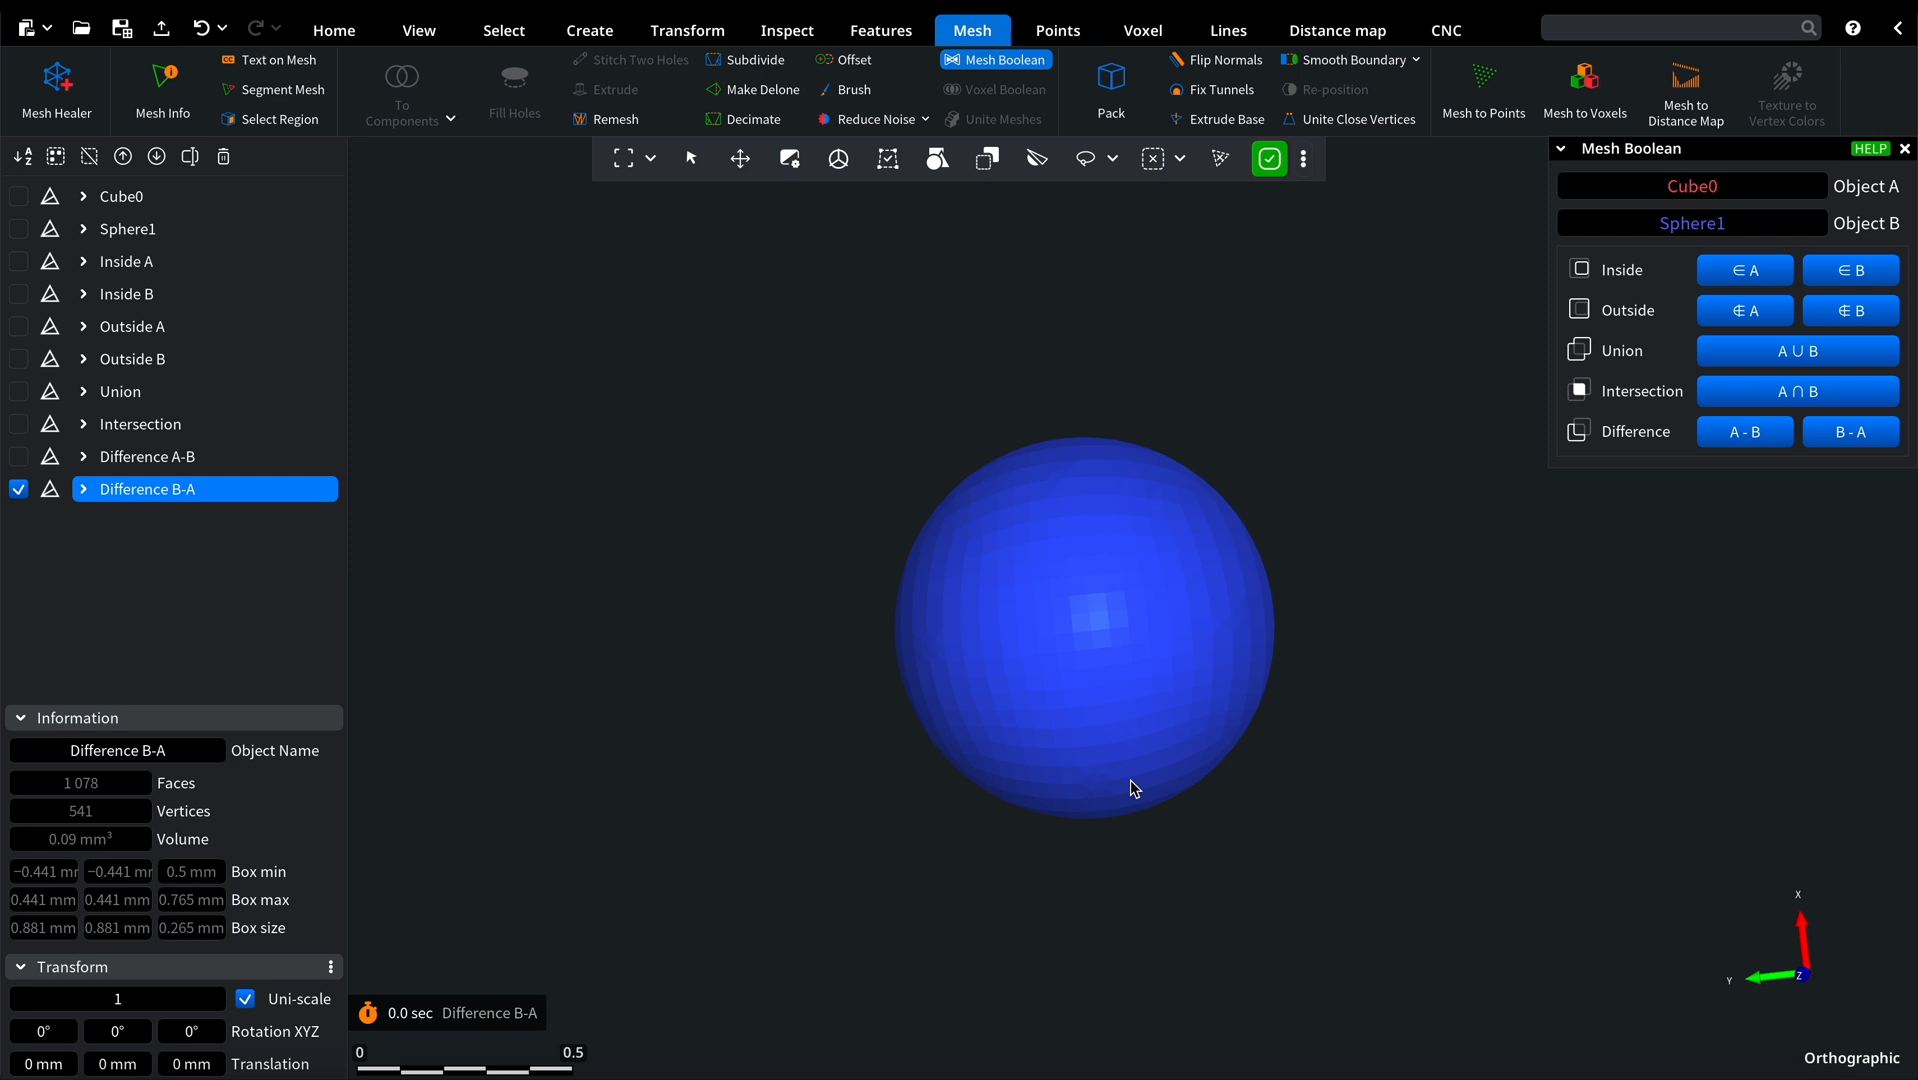 Home View Select Create Transform Inspect Features Mesh Points Voxel Lines Distance map CNC
Mesh Healer
Mesh Info
Text on Mesh
Segment Mesh
Select Region
To Components
Fill Holes
Stitch Two Holes
Extrude
Remesh
Subdivide
Make Delone
Decimate
Offset
Brush
Reduce Noise
Mesh Boolean
Voxel Boolean
Unite Meshes
Pack
Flip Normals
Fix Tunnels
Extrude Base
Smooth Boundary
Re-position
Unite Close Vertices
Mesh to Points
Mesh to Voxels
Mesh to
Distance Map
Texture to
Vertex Colors
Cube0
Sphere1
Inside A
Inside B
Outside A
Outside B
Union
Intersection
Difference A-B
Difference B-A
Mesh Boolean HELP
Cube0 Object A
Sphere1 Object B
Inside ∈ A ∈ B
Outside ∉ A ∉ B
Union A ∪ B
Intersection A ∩ B
Difference A - B B - A
Information
Difference B-A Object Name
1 078 Faces
541 Vertices
0.09 mm³ Volume
−0.441 mr −0.441 mr 0.5 mm Box min
0.441 mm 0.441 mm 0.765 mm Box max
0.881 mm 0.881 mm 0.265 mm Box size
Transform
1 Uni-scale
0° 0° 0° Rotation XYZ
0 mm 0 mm 0 mm Translation
0.0 sec Difference B-A
0 0.5
X
Y Z
Orthographic